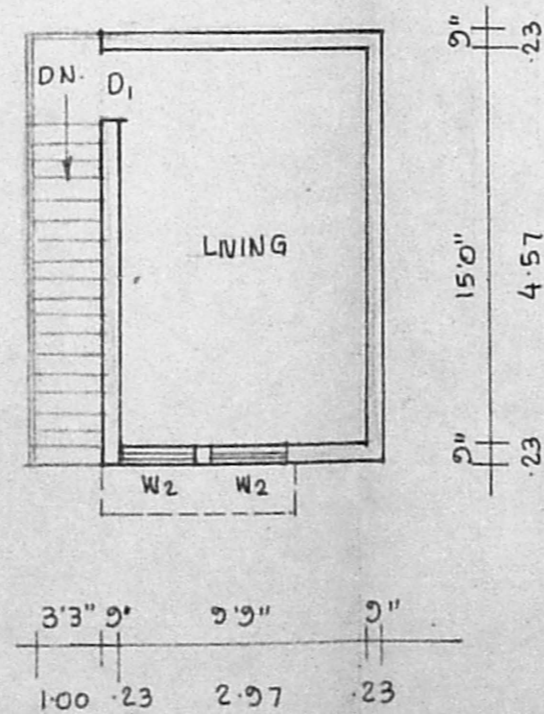 DN. D1
LIVING
W2 W2
9" .23
15'0" 4.57
9" .23
3'3" 9" 9'9" 9"
1.00 .23 2.97 .23